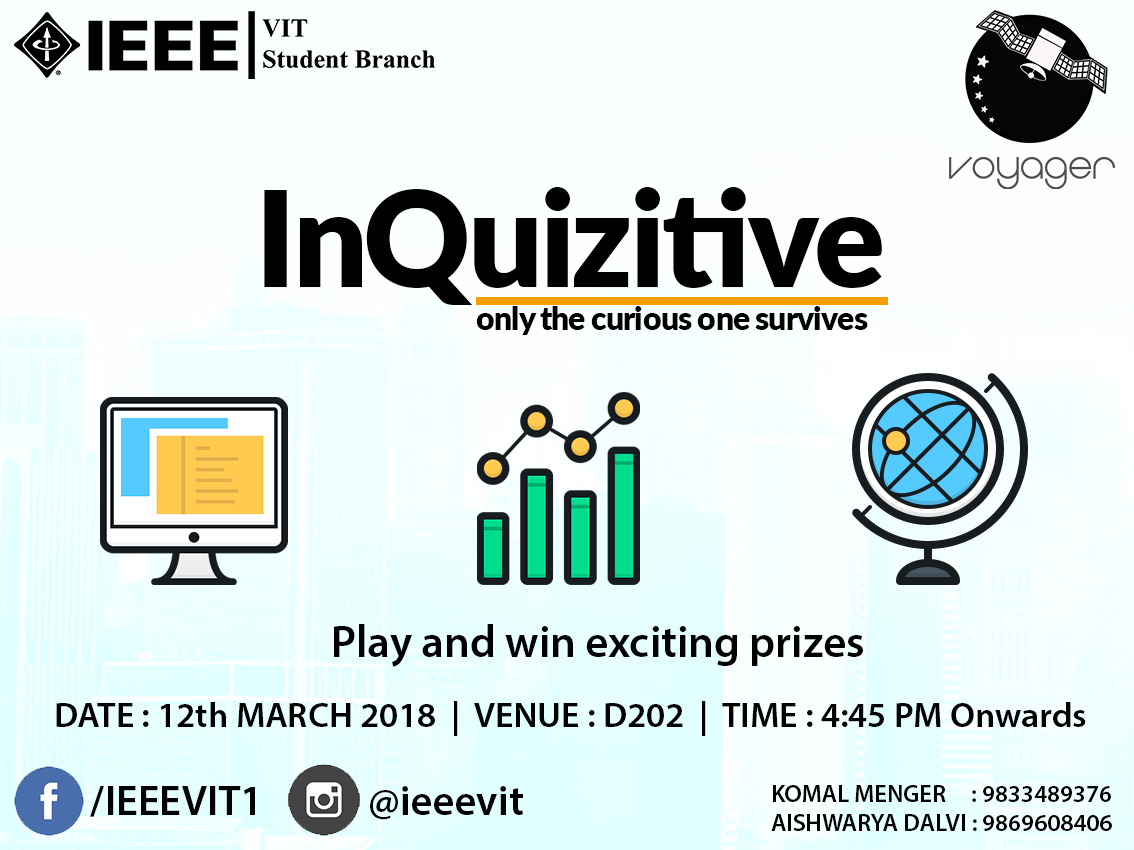 IEEE
VIT
Student Branch
voyager
InQuizitive
only the curious one survives
Play and win exciting prizes
DATE : 12th MARCH 2018 | VENUE : D202 | TIME : 4:45 PM Onwards
/IEEEVIT1
@ieeevit
KOMAL MENGER : 9833489376
AISHWARYA DALVI : 9869608406